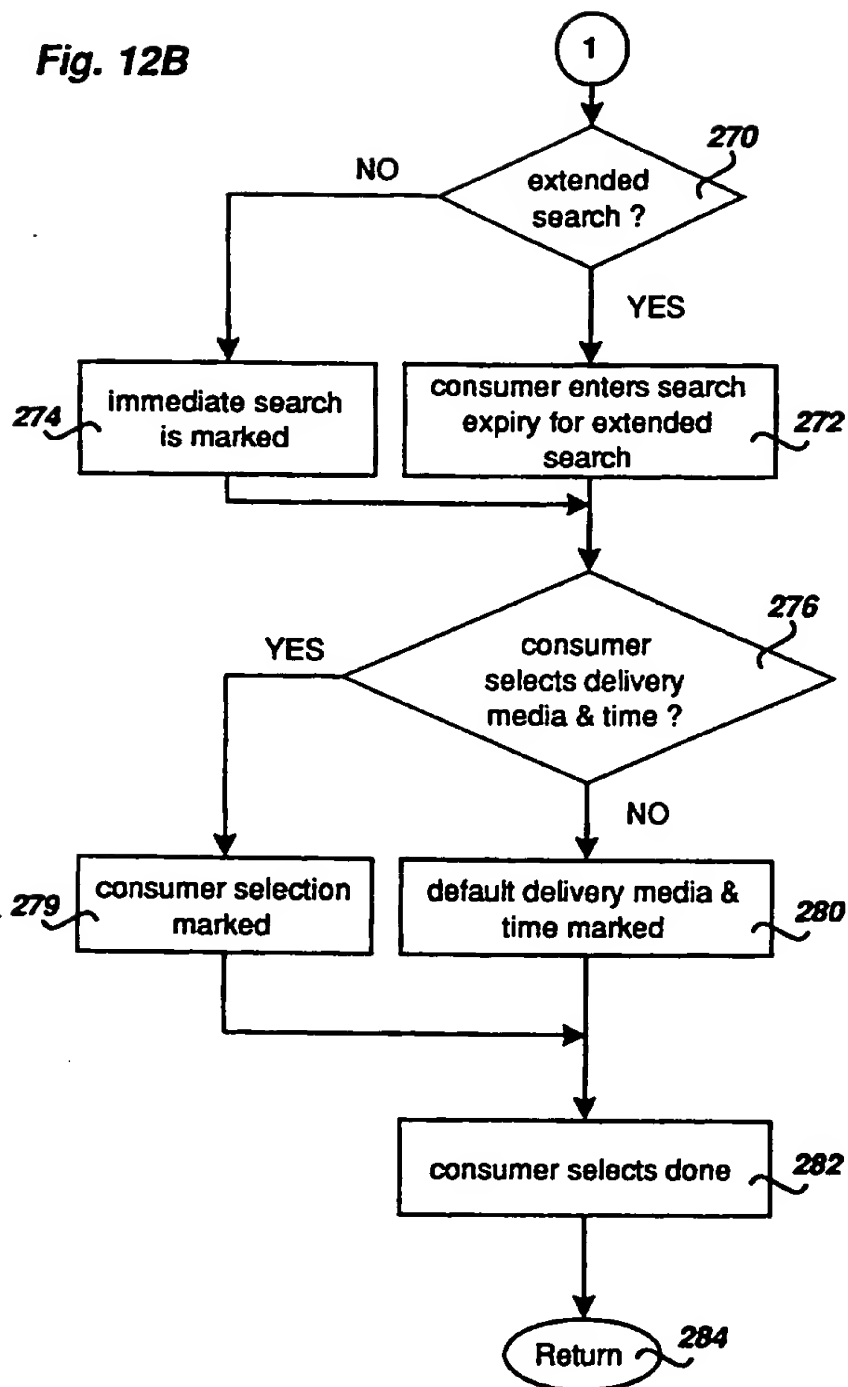 Fig. 12B
1
270
NO
extended
search ?
YES
274
immediate search
is marked
consumer enters search
expiry for extended
search
272
276
YES
consumer
selects delivery
media & time ?
NO
279
consumer selection
marked
default delivery media &
time marked
280
consumer selects done
282
Return
284